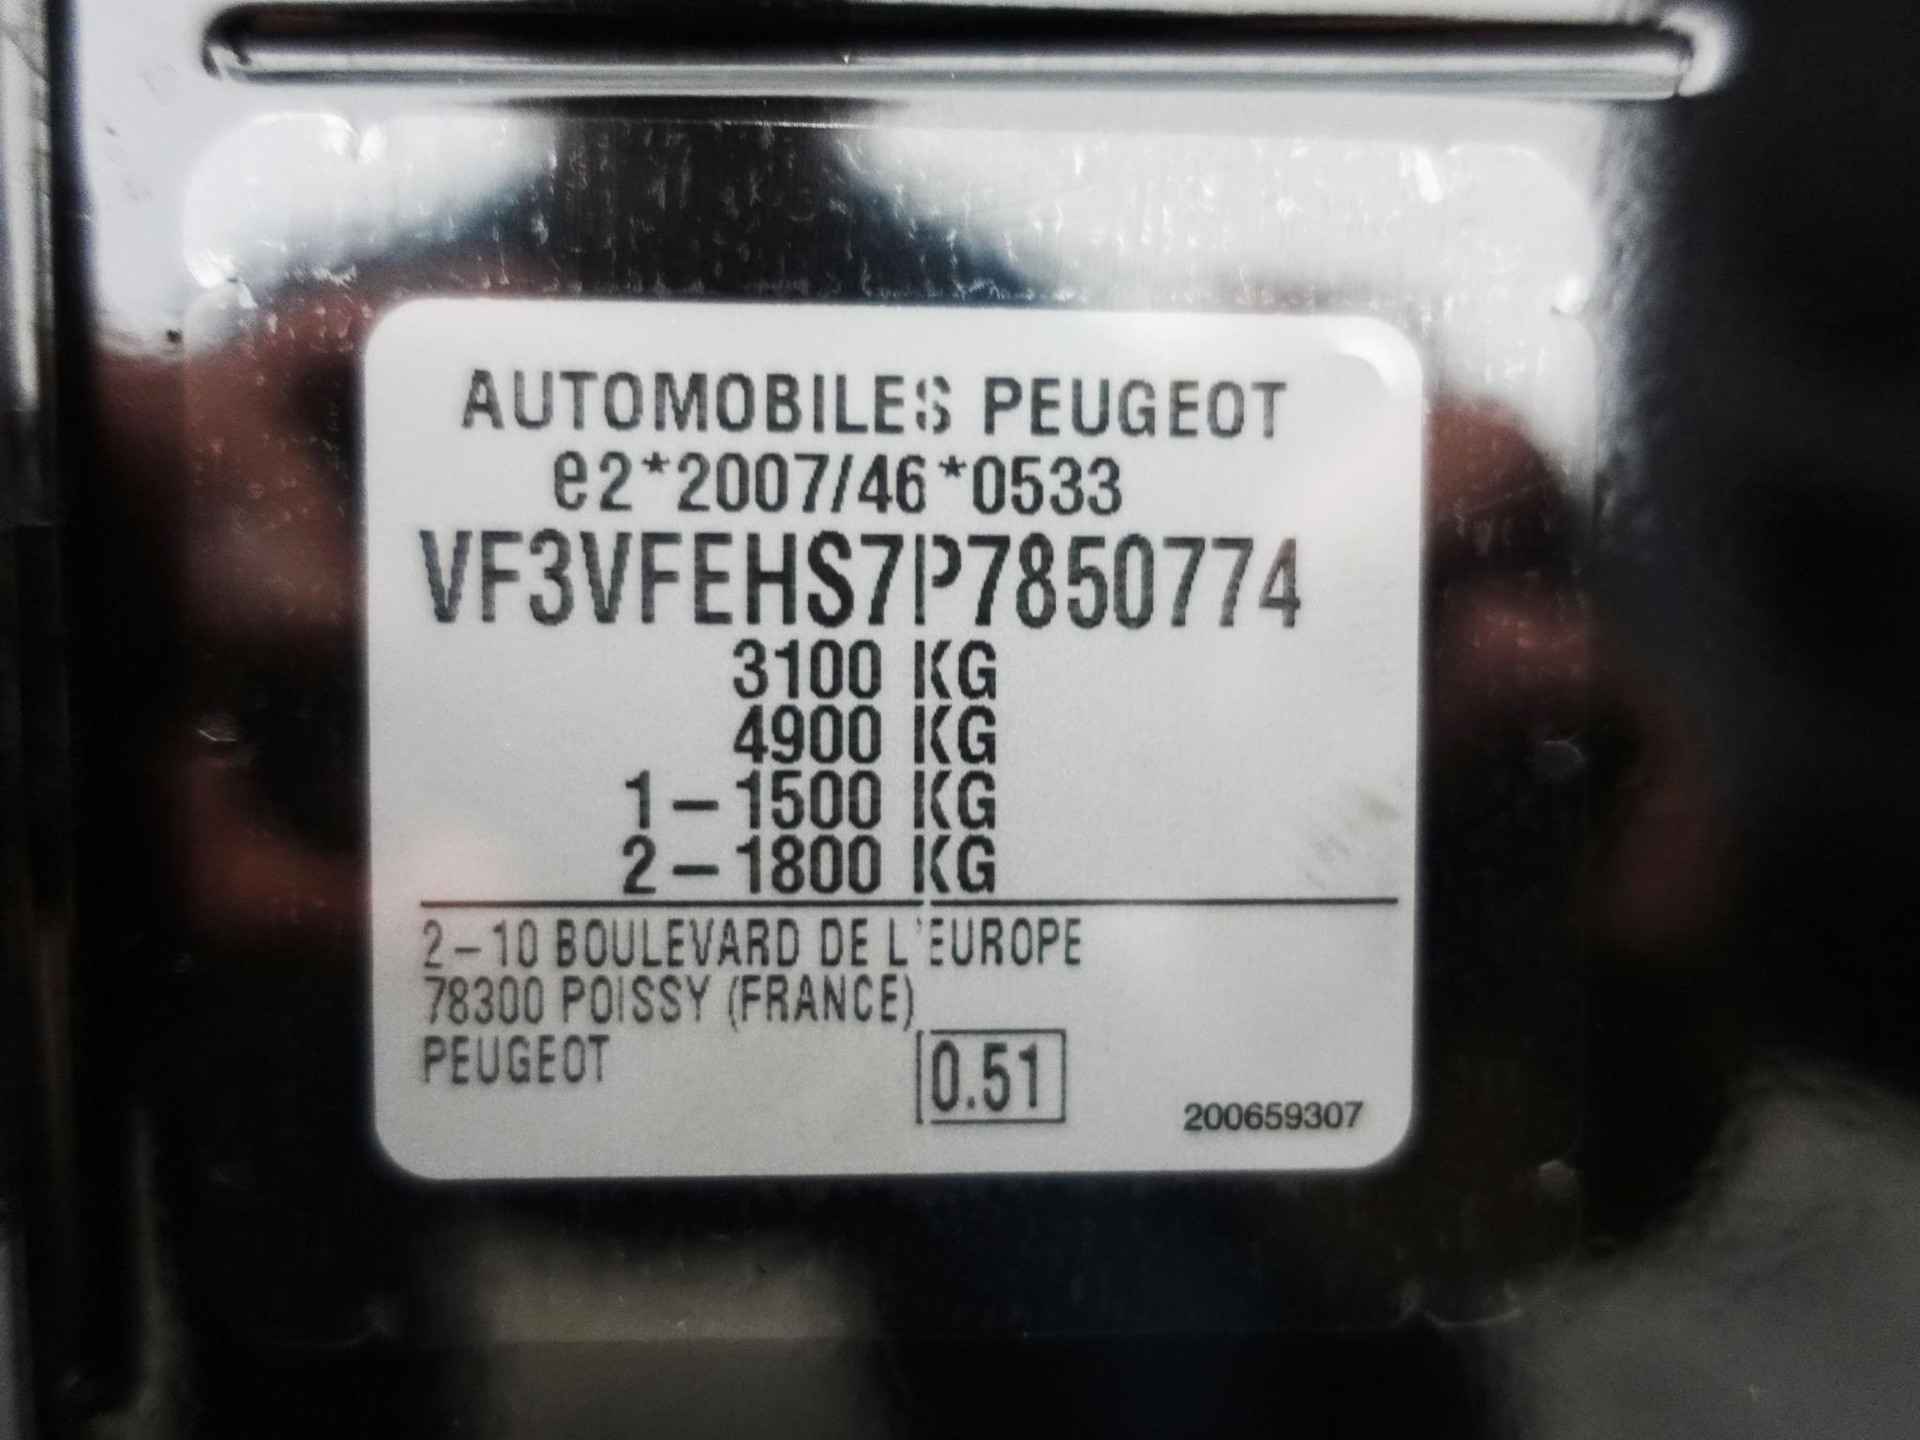 AUTOMOBILES PEUGEOT
e2*2007/46*0533
VF3VFEHS7P7850774
3100 KG
4900 KG
1-1500 KG
2-1800 KG
2-10 BOULEVARD DE L'EUROPE
78300 POISSY (FRANCE)
PEUGEOT
0.51
200659307